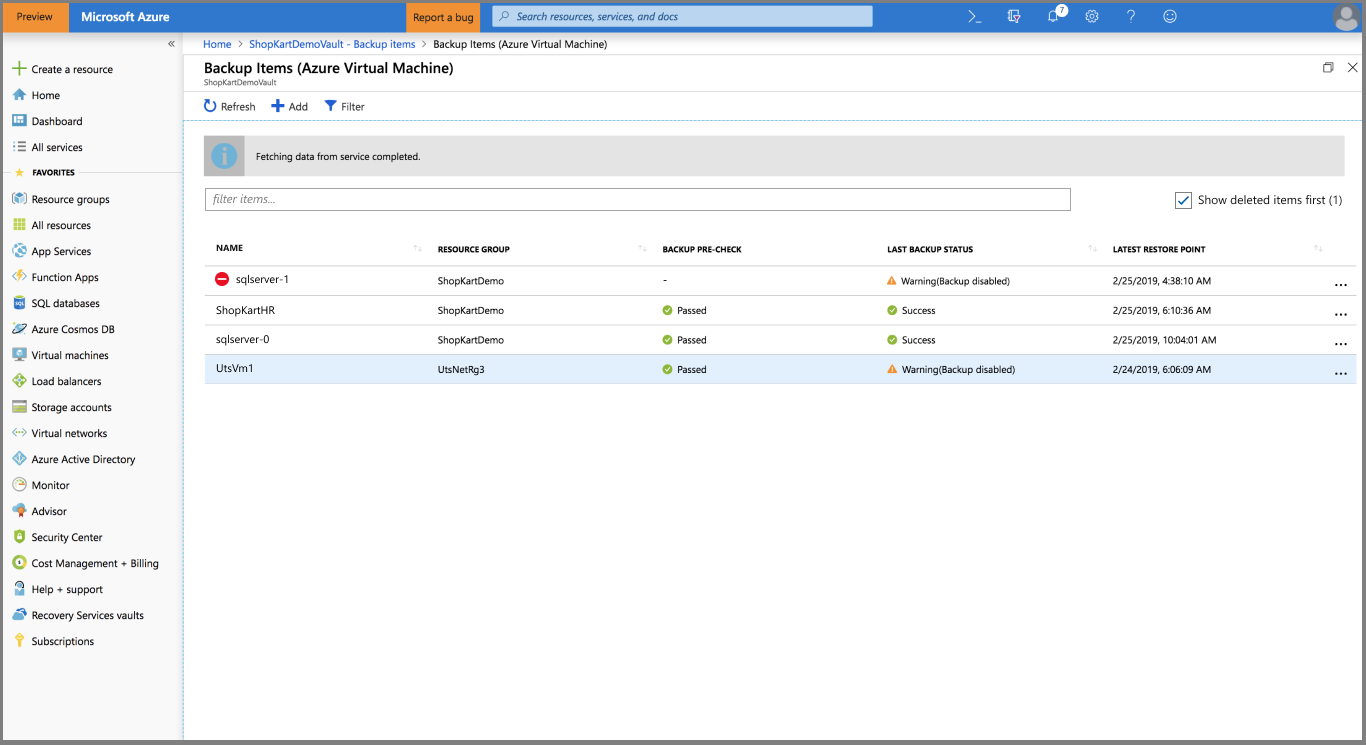 Preview
Microsoft Azure
Report a bug
Search resources, services, and docs
7
Home > ShopKartDemoVault - Backup items > Backup Items (Azure Virtual Machine)
Backup Items (Azure Virtual Machine)
ShopKartDemoVault
Refresh Add Filter
Create a resource
Home
Dashboard
All services
FAVORITES
Resource groups
All resources
App Services
Function Apps
SQL databases
Azure Cosmos DB
Virtual machines
Load balancers
Storage accounts
Virtual networks
Azure Active Directory
Monitor
Advisor
Security Center
Cost Management + Billing
Help + support
Recovery Services vaults
Subscriptions
Fetching data from service completed.
filter items...
Show deleted items first (1)
NAME RESOURCE GROUP BACKUP PRE-CHECK LAST BACKUP STATUS LATEST RESTORE POINT
sqlserver-1 ShopKartDemo - Warning(Backup disabled) 2/25/2019, 4:38:10 AM ...
ShopKartHR ShopKartDemo Passed Success 2/25/2019, 6:10:36 AM ...
sqlserver-0 ShopKartDemo Passed Success 2/25/2019, 10:04:01 AM ...
UtsVm1 UtsNetRg3 Passed Warning(Backup disabled) 2/24/2019, 6:06:09 AM ...